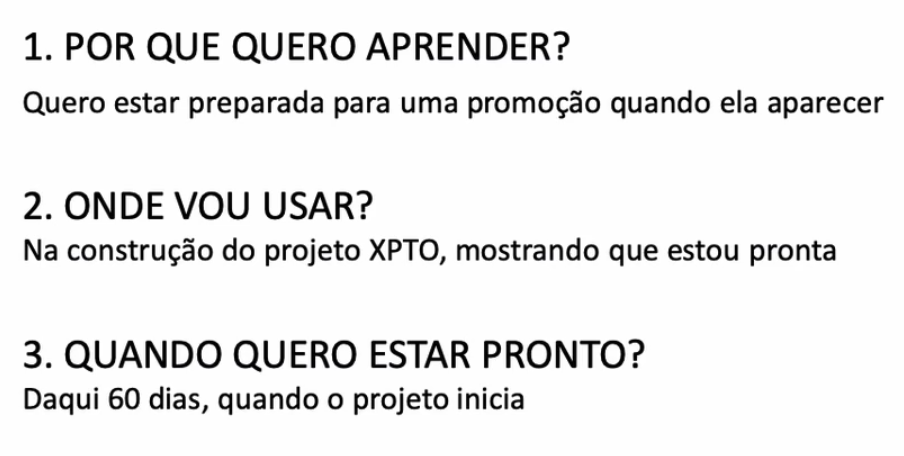 1. POR QUE QUERO APRENDER?
Quero estar preparada para uma promoção quando ela aparecer
2. ONDE VOU USAR?
Na construção do projeto XPTO, mostrando que estou pronta
3. QUANDO QUERO ESTAR PRONTO?
Daqui 60 dias, quando o projeto inicia